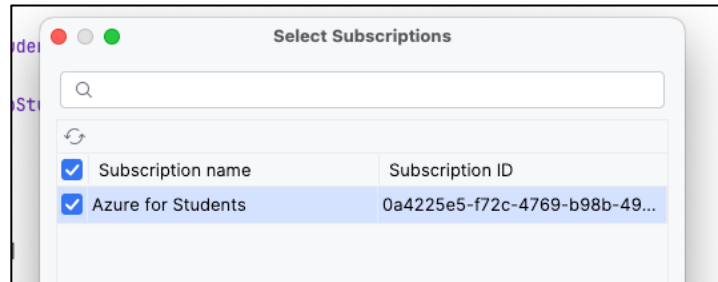 Select Subscriptions
Subscription name Subscription ID
Azure for Students 0a4225e5-f72c-4769-b98b-49...